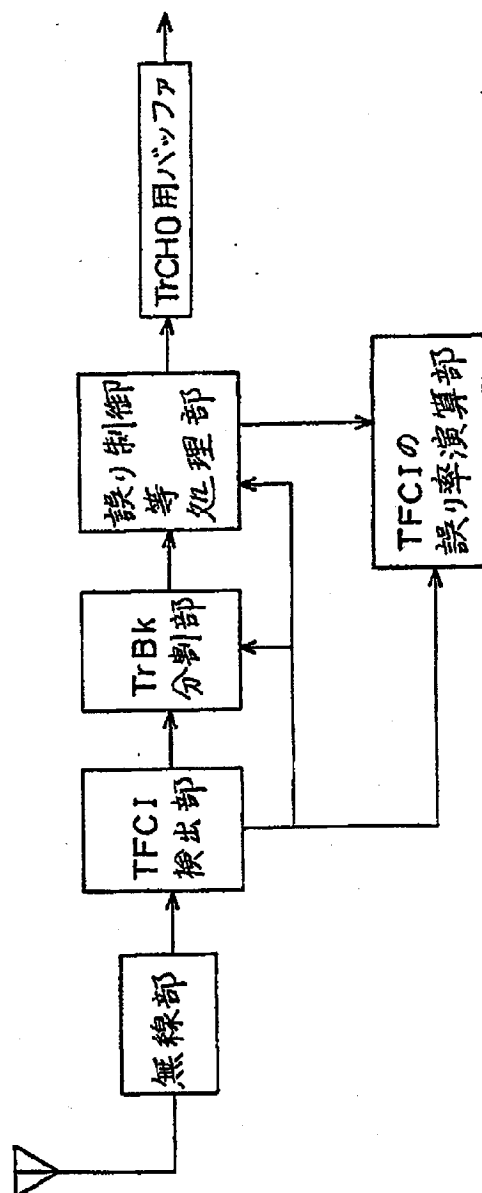 無線部
TFCI
検出部
TrBk
分割部
誤り制御
等
処理部
TrCH0用バッファ
TFCIの
誤り率演算部